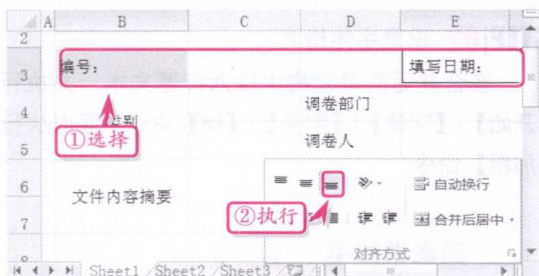 A B C D E
2
3 编号： 填写日期：
4 类别 调卷部门
①选择
5 调卷人
6 文件内容摘要 自动换行
②执行
7 合并后居中
对齐方式
Sheet1 Sheet2 Sheet3